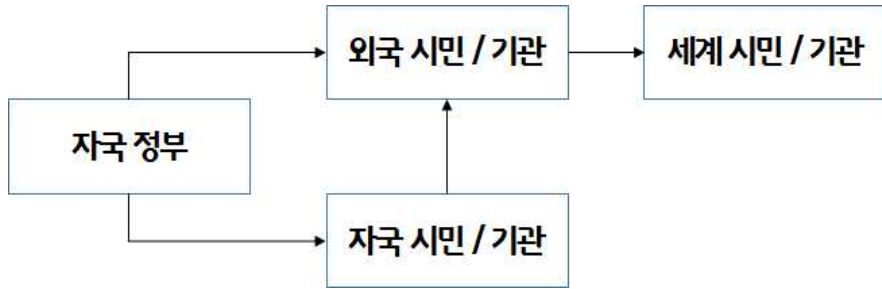 외국 시민 / 기관
세계 시민 / 기관
자국 정부
자국 시민 / 기관